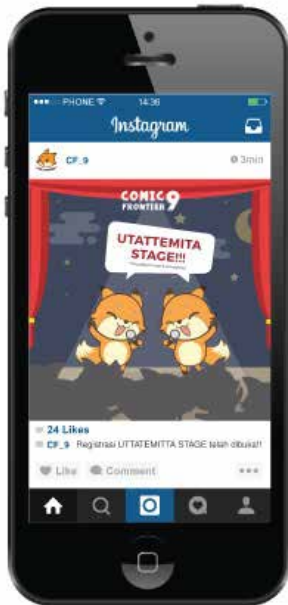 PHONE 14:36
Instagram
CF_9 3min
COMIC 9
FRONTIER
UTATTEMITA
STAGE!!!
24 Likes
CF_9 Registrasi UTTATEMITTA STAGE telah dibuka!!
Like Comment